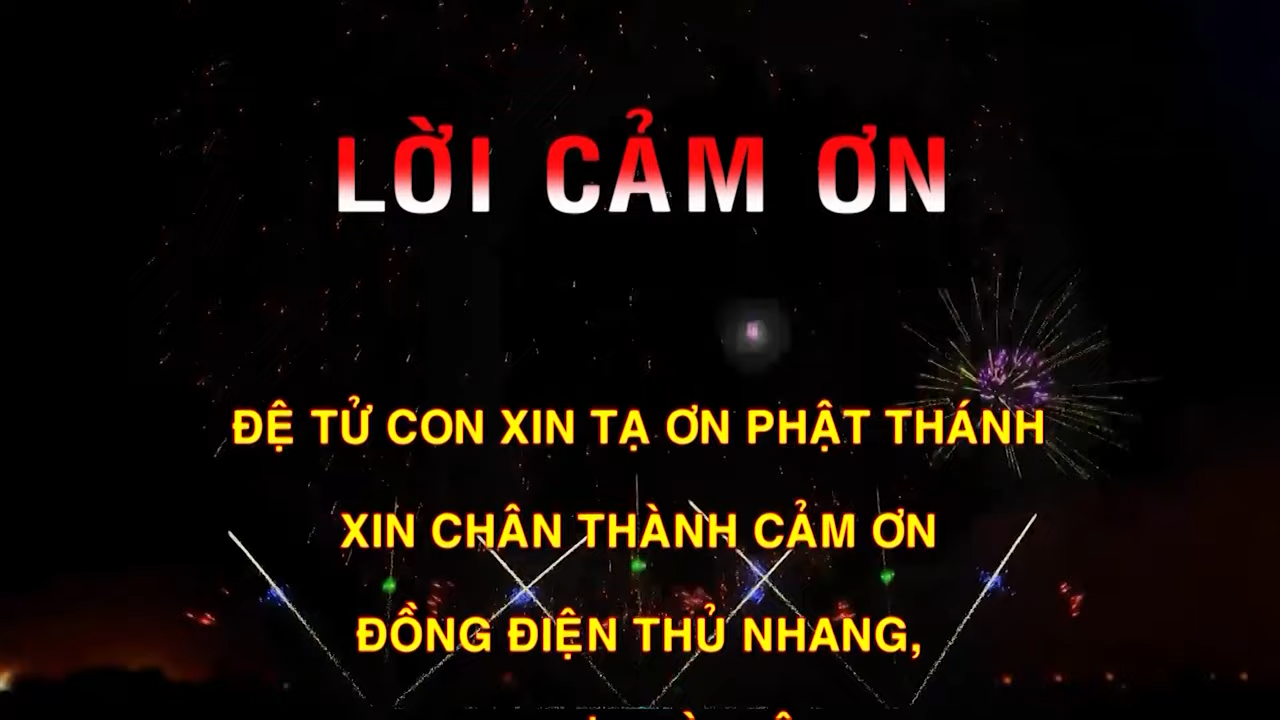 LỜI CẢM ƠN
ĐỆ TỬ CON XIN TẠ ƠN PHẬT THÁNH
XIN CHÂN THÀNH CẢM ƠN
ĐỒNG ĐIỆN THỦ NHANG,